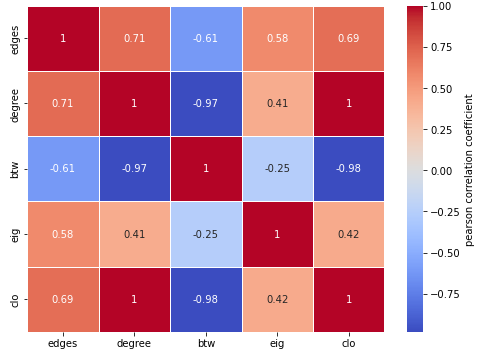 edges 1 0.71 -0.61 0.58 0.69
degree 0.71 1 -0.97 0.41 1
btw -0.61 -0.97 1 -0.25 -0.98
eig 0.58 0.41 -0.25 1 0.42
clo 0.69 1 -0.98 0.42 1
edges degree btw eig clo
1.00
0.75
0.50
0.25
0.00
−0.25
−0.50
−0.75
pearson correlation coefficient